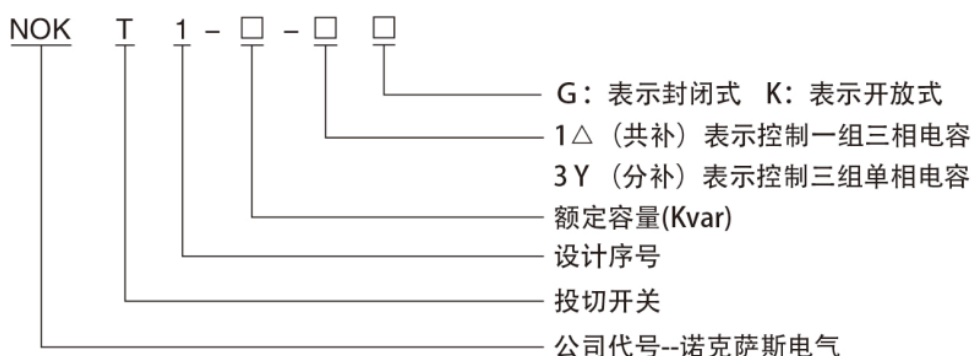 NOK T 1 - □ - □ □
G：表示封闭式 K：表示开放式
1△（共补）表示控制一组三相电容
3Y（分补）表示控制三组单相电容
额定容量(Kvar)
设计序号
投切开关
公司代号--诺克萨斯电气